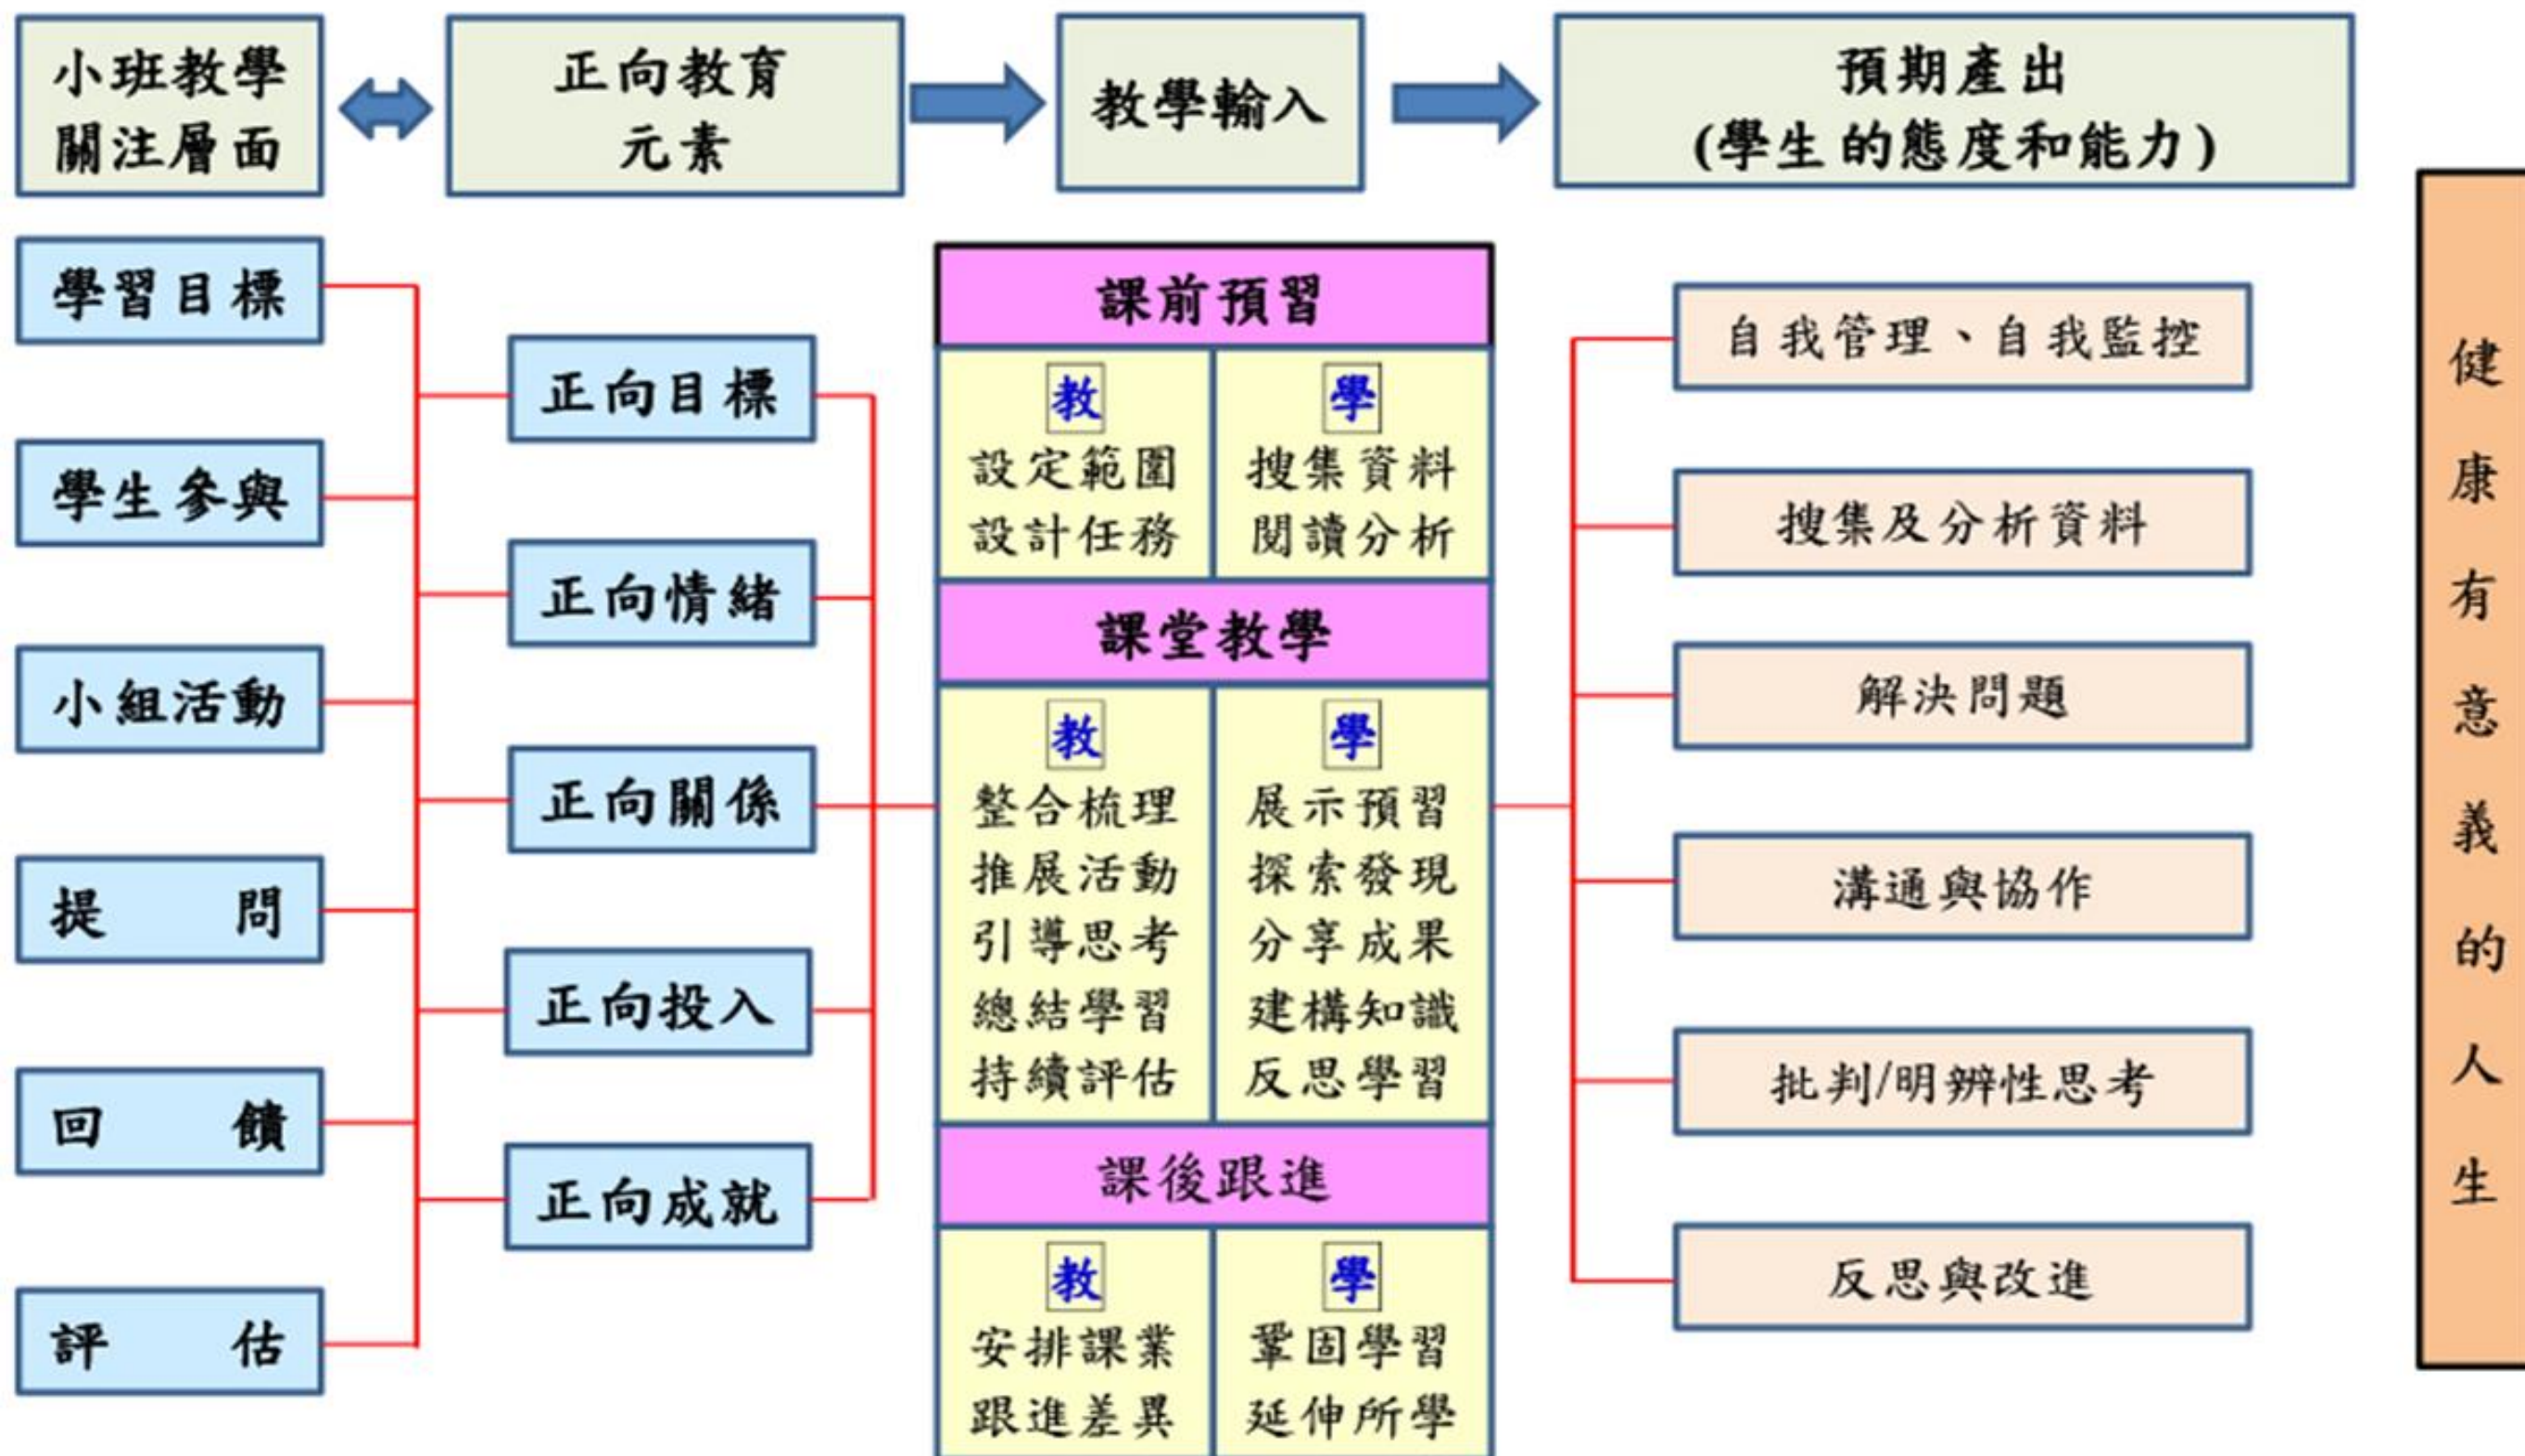 小班教學
關注層面
正向教育
元素
教學輸入
預期產出
(學生的態度和能力)
學習目標
學生參與
小組活動
提問
回饋
評估
正向目標
正向情緒
正向關係
正向投入
正向成就
課前預習
教
設定範圍
設計任務
學
搜集資料
閱讀分析
課堂教學
教
整合梳理
推展活動
引導思考
總結學習
持續評估
學
展示預習
探索發現
分享成果
建構知識
反思學習
課後跟進
教
安排課業
跟進差異
學
鞏固學習
延伸所學
自我管理、自我監控
搜集及分析資料
解決問題
溝通與協作
批判/明辨性思考
反思與改進
健康有意義的人生